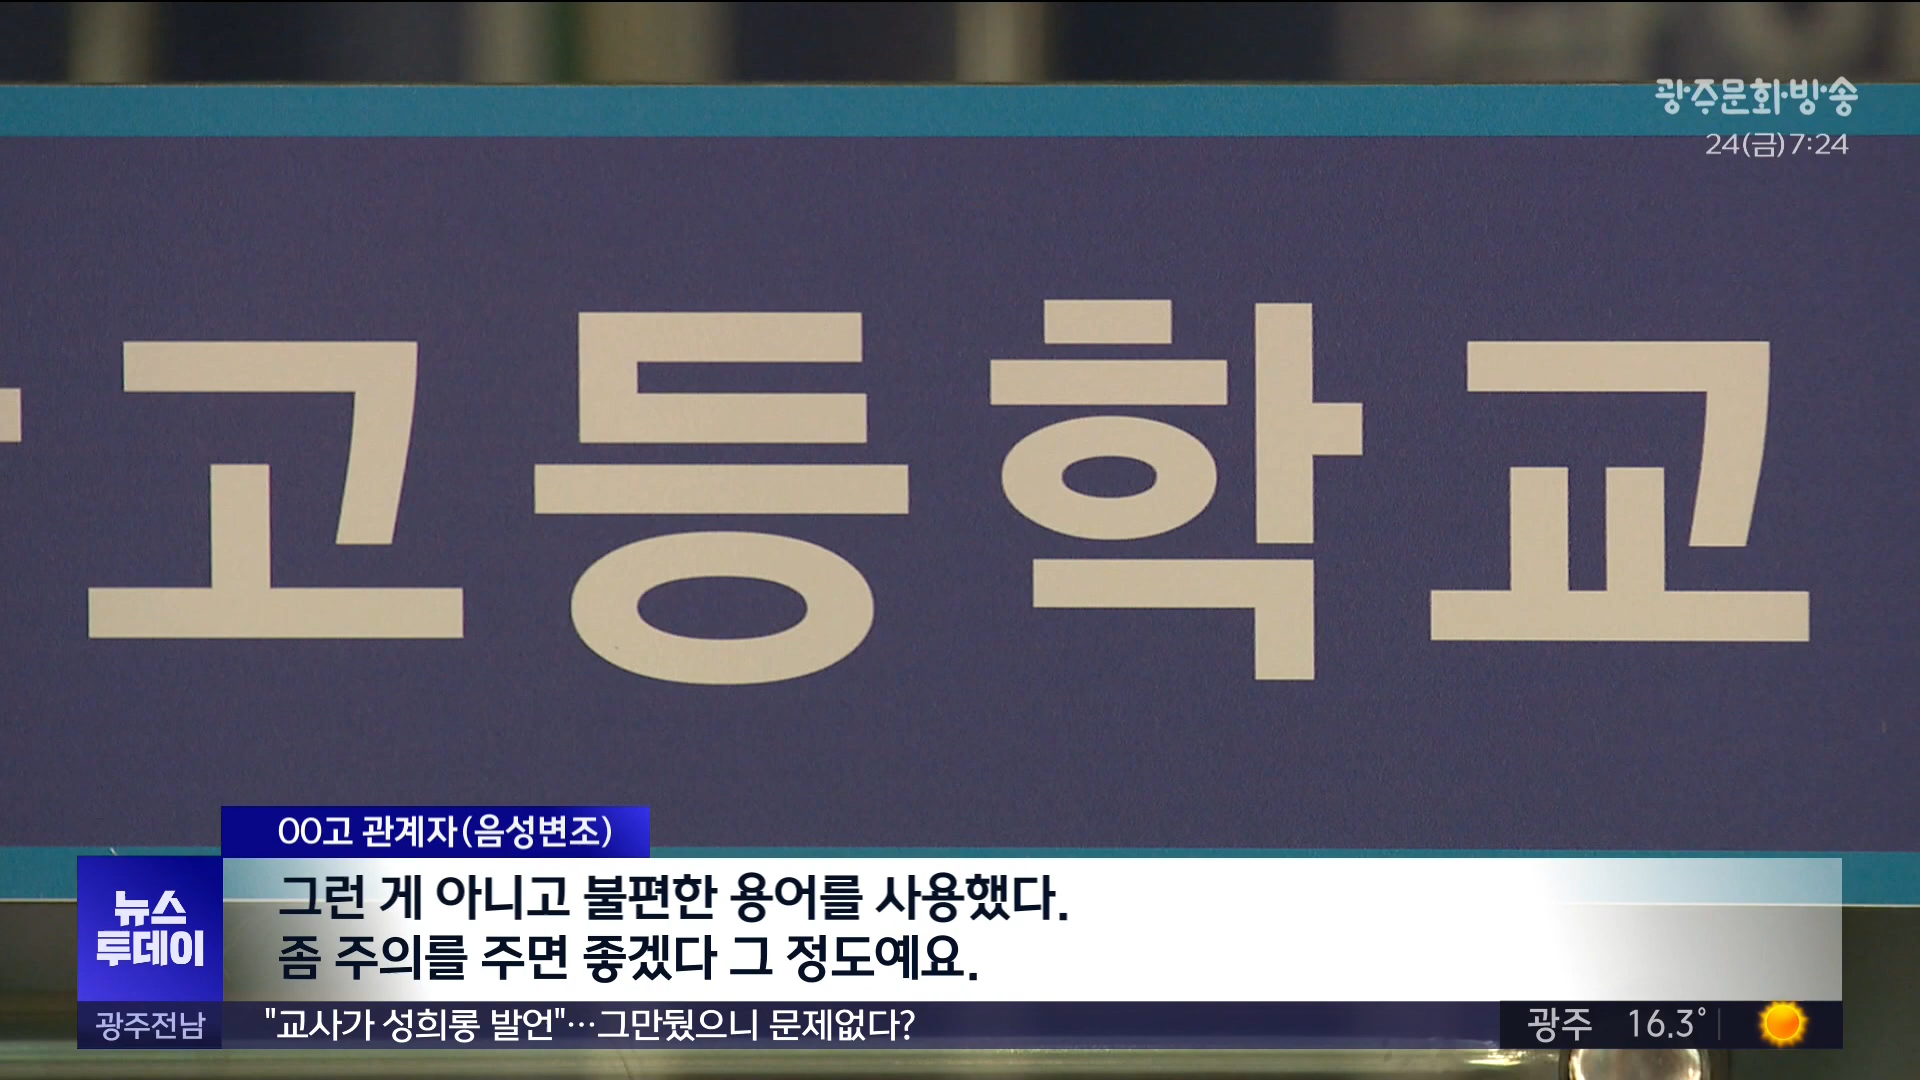 광주문화방송
24(금)7:24
고등학교
OO고 관계자(음성변조)
뉴스
투데이
그런 게 아니고 불편한 용어를 사용했다.
좀 주의를 주면 좋겠다 그 정도예요.
광주전남
"교사가 성희롱 발언"…그만뒀으니 문제없다?
광주 16.3°